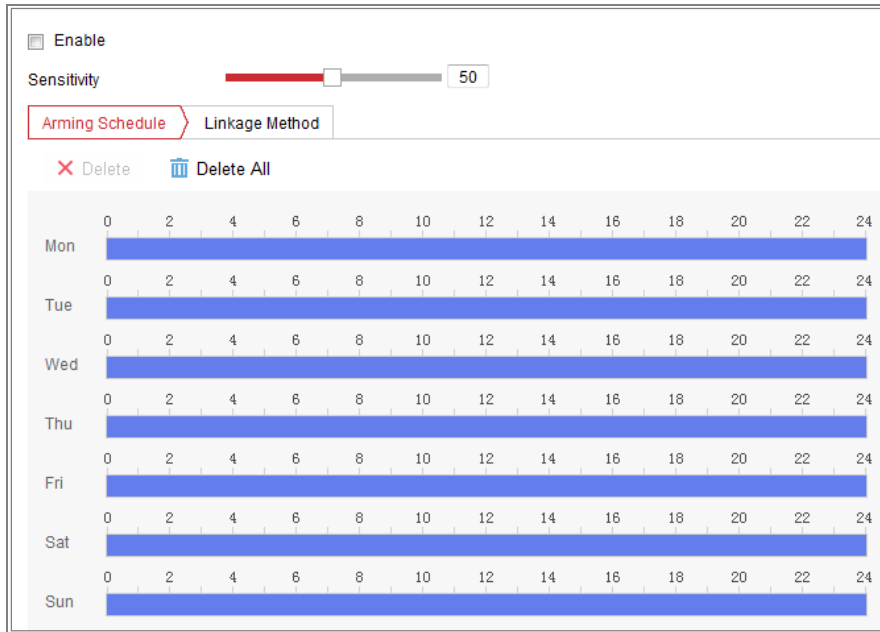 Enable
Sensitivity 50
Arming Schedule Linkage Method
Delete Delete All
0 2 4 6 8 10 12 14 16 18 20 22 24
Mon
0 2 4 6 8 10 12 14 16 18 20 22 24
Tue
0 2 4 6 8 10 12 14 16 18 20 22 24
Wed
0 2 4 6 8 10 12 14 16 18 20 22 24
Thu
0 2 4 6 8 10 12 14 16 18 20 22 24
Fri
0 2 4 6 8 10 12 14 16 18 20 22 24
Sat
0 2 4 6 8 10 12 14 16 18 20 22 24
Sun